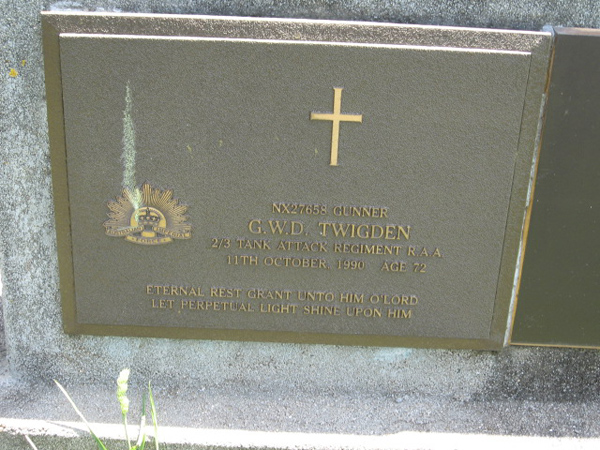 NX27658 GUNNER
G.W.D. TWIGDEN
2/3 TANK ATTACK REGIMENT R.A.A.
11TH OCTOBER, 1990 AGE 72
ETERNAL REST GRANT UNTO HIM O'LORD
LET PERPETUAL LIGHT SHINE UPON HIM